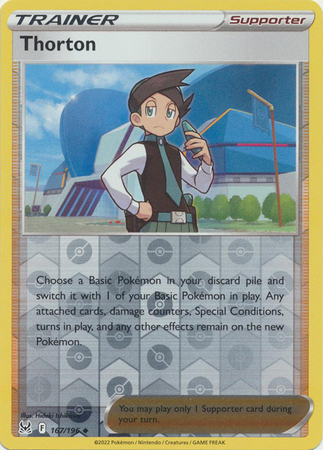 TRAINER Supporter
Thorton
Choose a Basic Pokémon in your discard pile and
switch it with 1 of your Basic Pokémon in play. Any
attached cards, damage counters, Special Conditions,
turns in play, and any other effects remain on the new
Pokémon.
Illus. Hideki Ishikawa
You may play only 1 Supporter card during
your turn.
F 167/196
©2022 Pokémon / Nintendo / Creatures / GAME FREAK